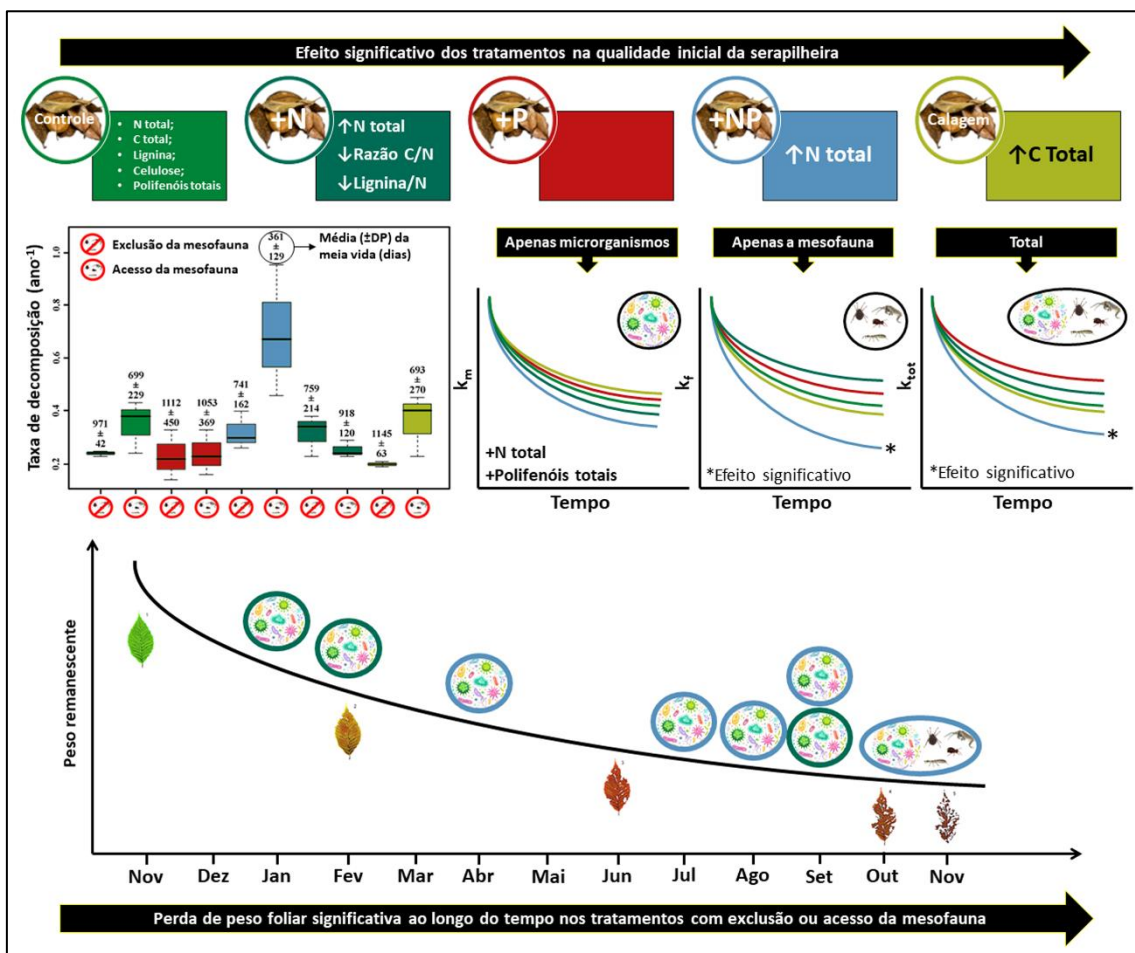 Efeito significativo dos tratamentos na qualidade inicial da serapilheira
Controle
• N total;
• C total;
• Lignina;
• Celulose;
• Polifenóis totais
+N
↑N total
↓Razão C/N
↓Lignina/N
+P
+NP
↑N total
Calagem
↑C Total
Taxa de decomposição (ano-1)
1.0
0.8
0.6
0.4
0.2
Exclusão da mesofauna
Acesso da mesofauna
361
±
129
Média (±DP) da
meia vida (dias)
971
±
42
699
±
229
1112
±
450
1053
±
369
741
±
162
759
±
214
918
±
120
1145
±
63
693
±
270
Apenas microrganismos
km
+N total
+Polifenóis totais
Tempo
Apenas a mesofauna
kf
*
*Efeito significativo
Tempo
Total
ktot
*
*Efeito significativo
Tempo
Peso remanescente
1
2
3
4
5
Nov
Dez
Jan
Fev
Mar
Abr
Mai
Jun
Jul
Ago
Set
Out
Nov
Perda de peso foliar significativa ao longo do tempo nos tratamentos com exclusão ou acesso da mesofauna